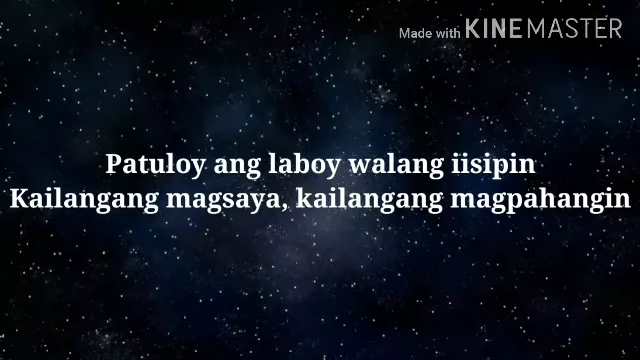 Made with KINEMASTER
Patuloy ang laboy walang iisipin
Kailangang magsaya, kailangang magpahangin